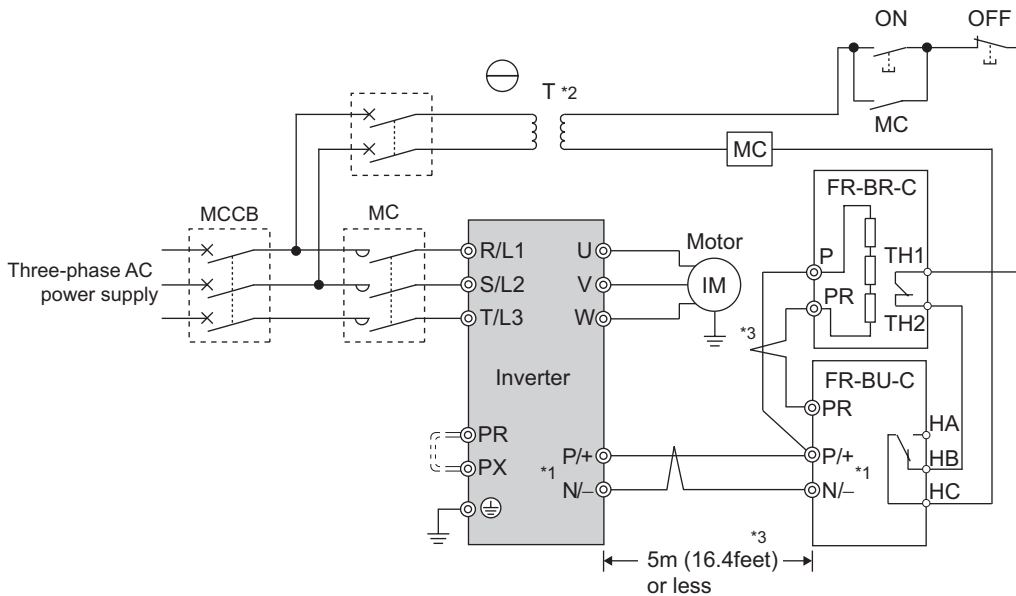 ON
OFF
T *2
MC
MC
FR-BR-C
MCCB
MC
R/L1
U
Motor
P
TH1
Three-phase AC
power supply
S/L2
V
IM
PR
T/L3
W
*3
TH2
Inverter
FR-BU-C
PR
PR
HA
P/+
P/+
HB
PX
*1
*1
N/–
N/–
HC
*3
5m (16.4feet)
or less